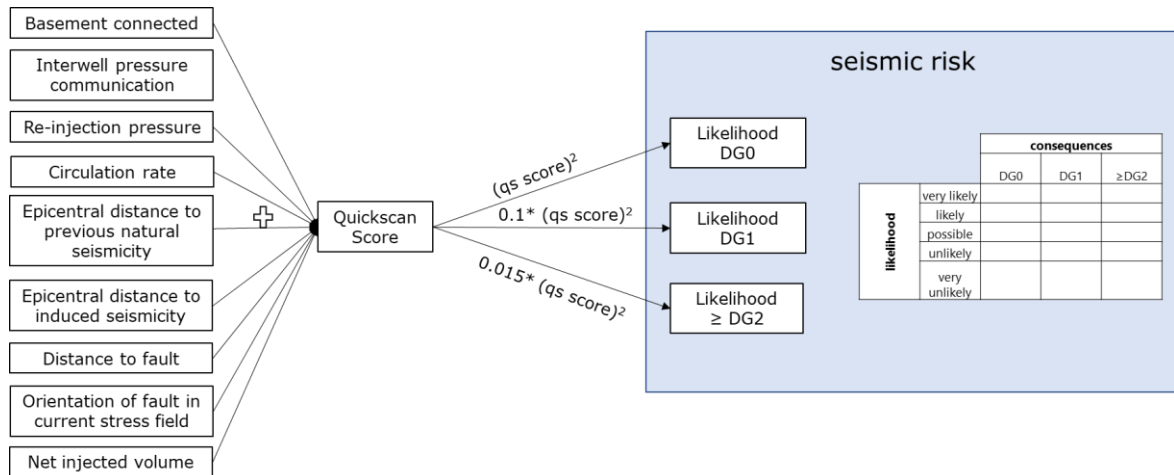 Basement connected
Interwell pressure
communication
Re-injection pressure
Circulation rate
Epicentral distance to
previous natural
seismicity
Epicentral distance to
induced seismicity
Distance to fault
Orientation of fault in
current stress field
Net injected volume
Quickscan
Score
(qs score)²
0.1* (qs score)²
0.015* (qs score)²
seismic risk
Likelihood
DG0
Likelihood
DG1
Likelihood
≥ DG2
consequences
DG0 DG1 ≥DG2
likelihood
very likely
likely
possible
unlikely
very
unlikely